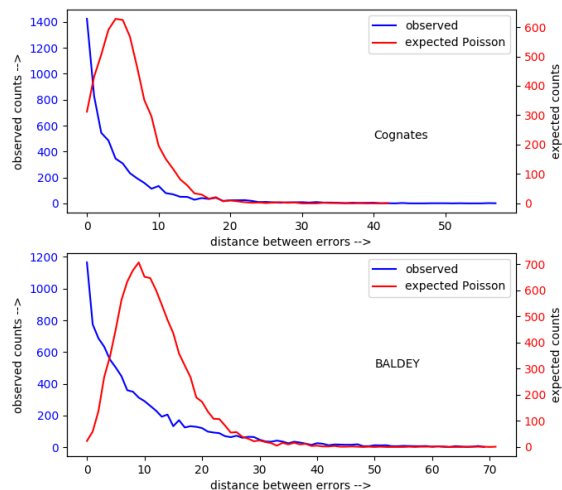 observed counts -->
1400
1200
1000
800
600
400
200
0
600
500
400
300
200
100
0
expected counts
observed
expected Poisson
Cognates
0 10 20 30 40 50
distance between errors -->
observed counts -->
1200
1000
800
600
400
200
0
700
600
500
400
300
200
100
0
expected counts
observed
expected Poisson
BALDEY
0 10 20 30 40 50 60 70
distance between errors -->